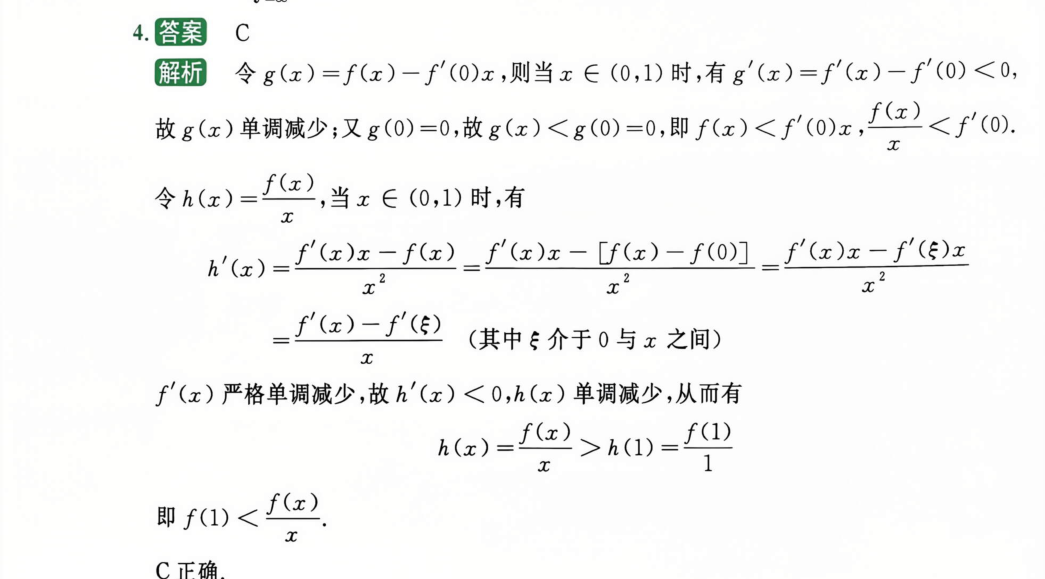 4. 答案 C
解析 令 g(x)=f(x)-f′(0)x,则当 x∈(0,1)时,有 g′(x)=f′(x)-f′(0)<0,
故 g(x)单调减少;又 g(0)=0,故 g(x)<g(0)=0,即 f(x)<f′(0)x,f(x)/x<f′(0).
令 h(x)=f(x)/x,当 x∈(0,1)时,有
h′(x)=(f′(x)x-f(x))/x²=(f′(x)x-[f(x)-f(0)])/x²=(f′(x)x-f′(ξ)x)/x²
=(f′(x)-f′(ξ))/x (其中 ξ 介于 0 与 x 之间)
f′(x)严格单调减少,故 h′(x)<0,h(x)单调减少,从而有
h(x)=f(x)/x>h(1)=f(1)/1
即 f(1)<f(x)/x.
C 正确.